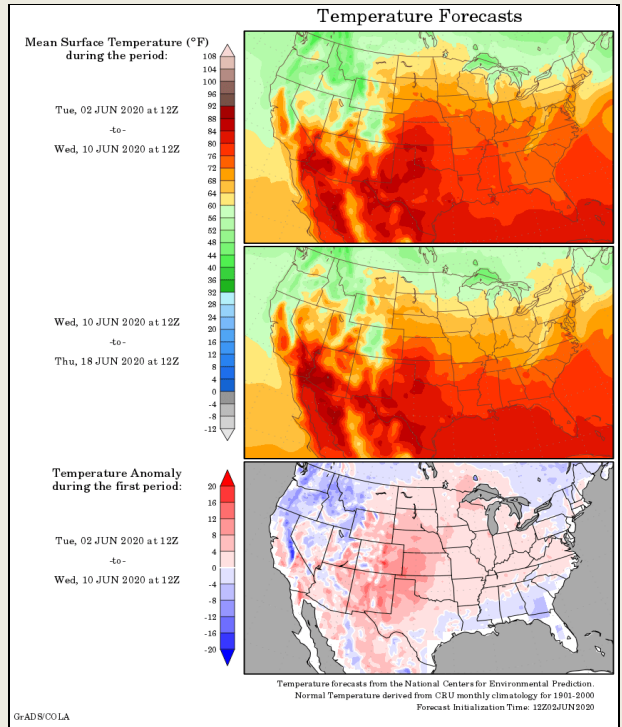 Temperature Forecasts
Mean Surface Temperature (°F)
during the period:
Tue, 02 JUN 2020 at 12Z
-to-
Wed, 10 JUN 2020 at 12Z
108
104
100
96
92
88
84
80
76
72
68
64
60
56
52
48
44
40
36
32
28
24
20
16
12
8
4
0
-4
-8
-12
Wed, 10 JUN 2020 at 12Z
-to-
Thu, 18 JUN 2020 at 12Z
Temperature Anomaly
during the first period:
Tue, 02 JUN 2020 at 12Z
-to-
Wed, 10 JUN 2020 at 12Z
20
16
12
8
4
0
-4
-8
-12
-16
-20
Temperature forecasts from the National Centers for Environmental Prediction.
Normal Temperature derived from CRU monthly climatology for 1901-2000
Forecast Initialization Time: 12Z02JUN2020
GrADS/COLA